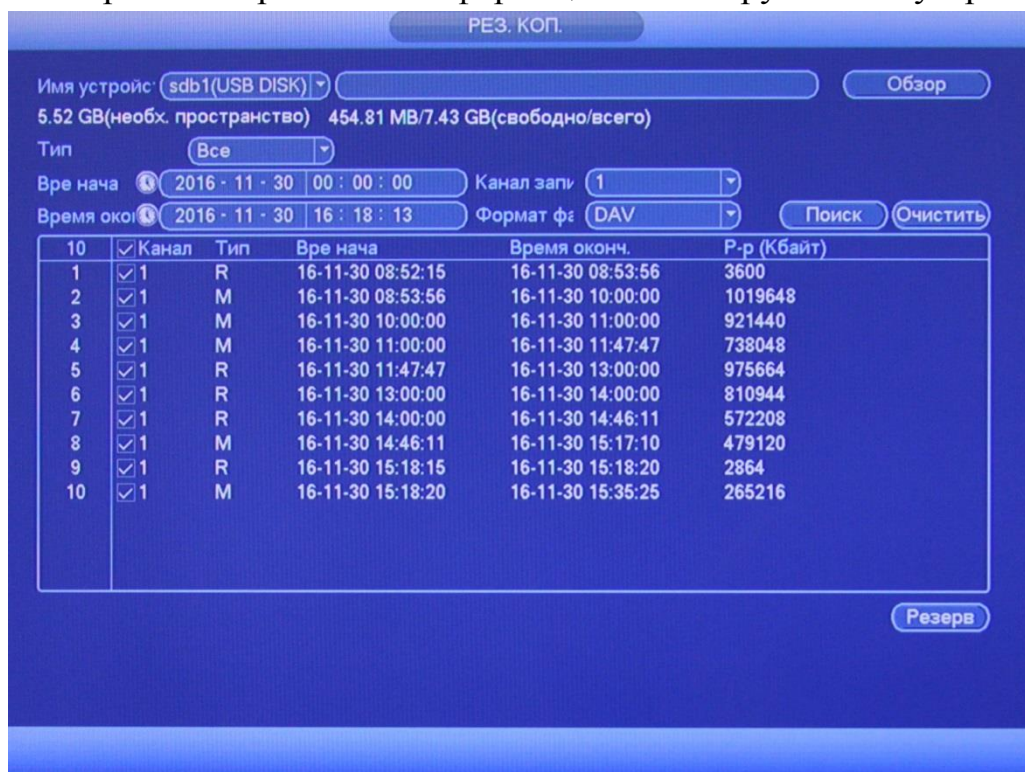 РЕЗ. КОП.
Имя устройс sdb1(USB DISK) Обзор
5.52 GB(необх. пространство) 454.81 MB/7.43 GB(свободно/всего)
Тип Все
Вре нача 2016 - 11 - 30 00 : 00 : 00 Канал запи 1
Время окон 2016 - 11 - 30 16 : 18 : 13 Формат фа DAV Поиск Очистить
10 Канал Тип Вре нача Время оконч. Р-р (Кбайт)
1 1 R 16-11-30 08:52:15 16-11-30 08:53:56 3600
2 1 M 16-11-30 08:53:56 16-11-30 10:00:00 1019648
3 1 M 16-11-30 10:00:00 16-11-30 11:00:00 921440
4 1 M 16-11-30 11:00:00 16-11-30 11:47:47 738048
5 1 R 16-11-30 11:47:47 16-11-30 13:00:00 975664
6 1 R 16-11-30 13:00:00 16-11-30 14:00:00 810944
7 1 R 16-11-30 14:00:00 16-11-30 14:46:11 572208
8 1 M 16-11-30 14:46:11 16-11-30 15:17:10 479120
9 1 R 16-11-30 15:18:15 16-11-30 15:18:20 2864
10 1 M 16-11-30 15:18:20 16-11-30 15:35:25 265216
Резерв